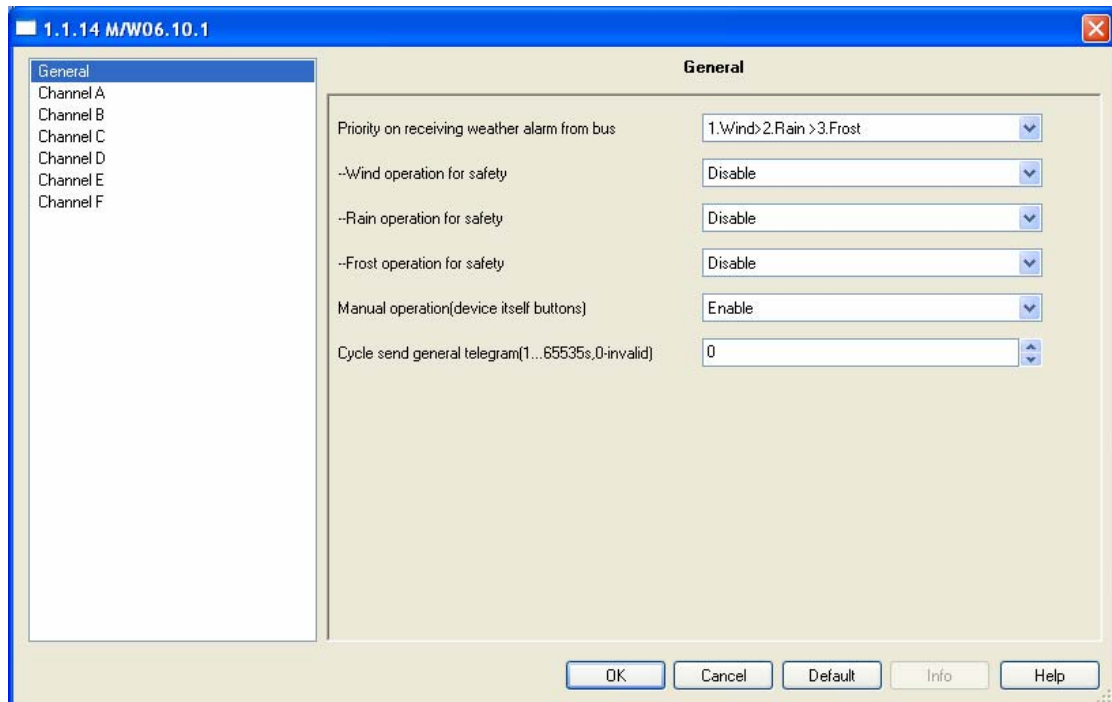 1.1.14 M/W06.10.1
General
Channel A
Channel B
Channel C
Channel D
Channel E
Channel F
General
Priority on receiving weather alarm from bus
1.Wind>2.Rain >3.Frost
--Wind operation for safety
Disable
--Rain operation for safety
Disable
--Frost operation for safety
Disable
Manual operation(device itself buttons)
Enable
Cycle send general telegram(1...65535s,0-invalid)
0
OK
Cancel
Default
Info
Help